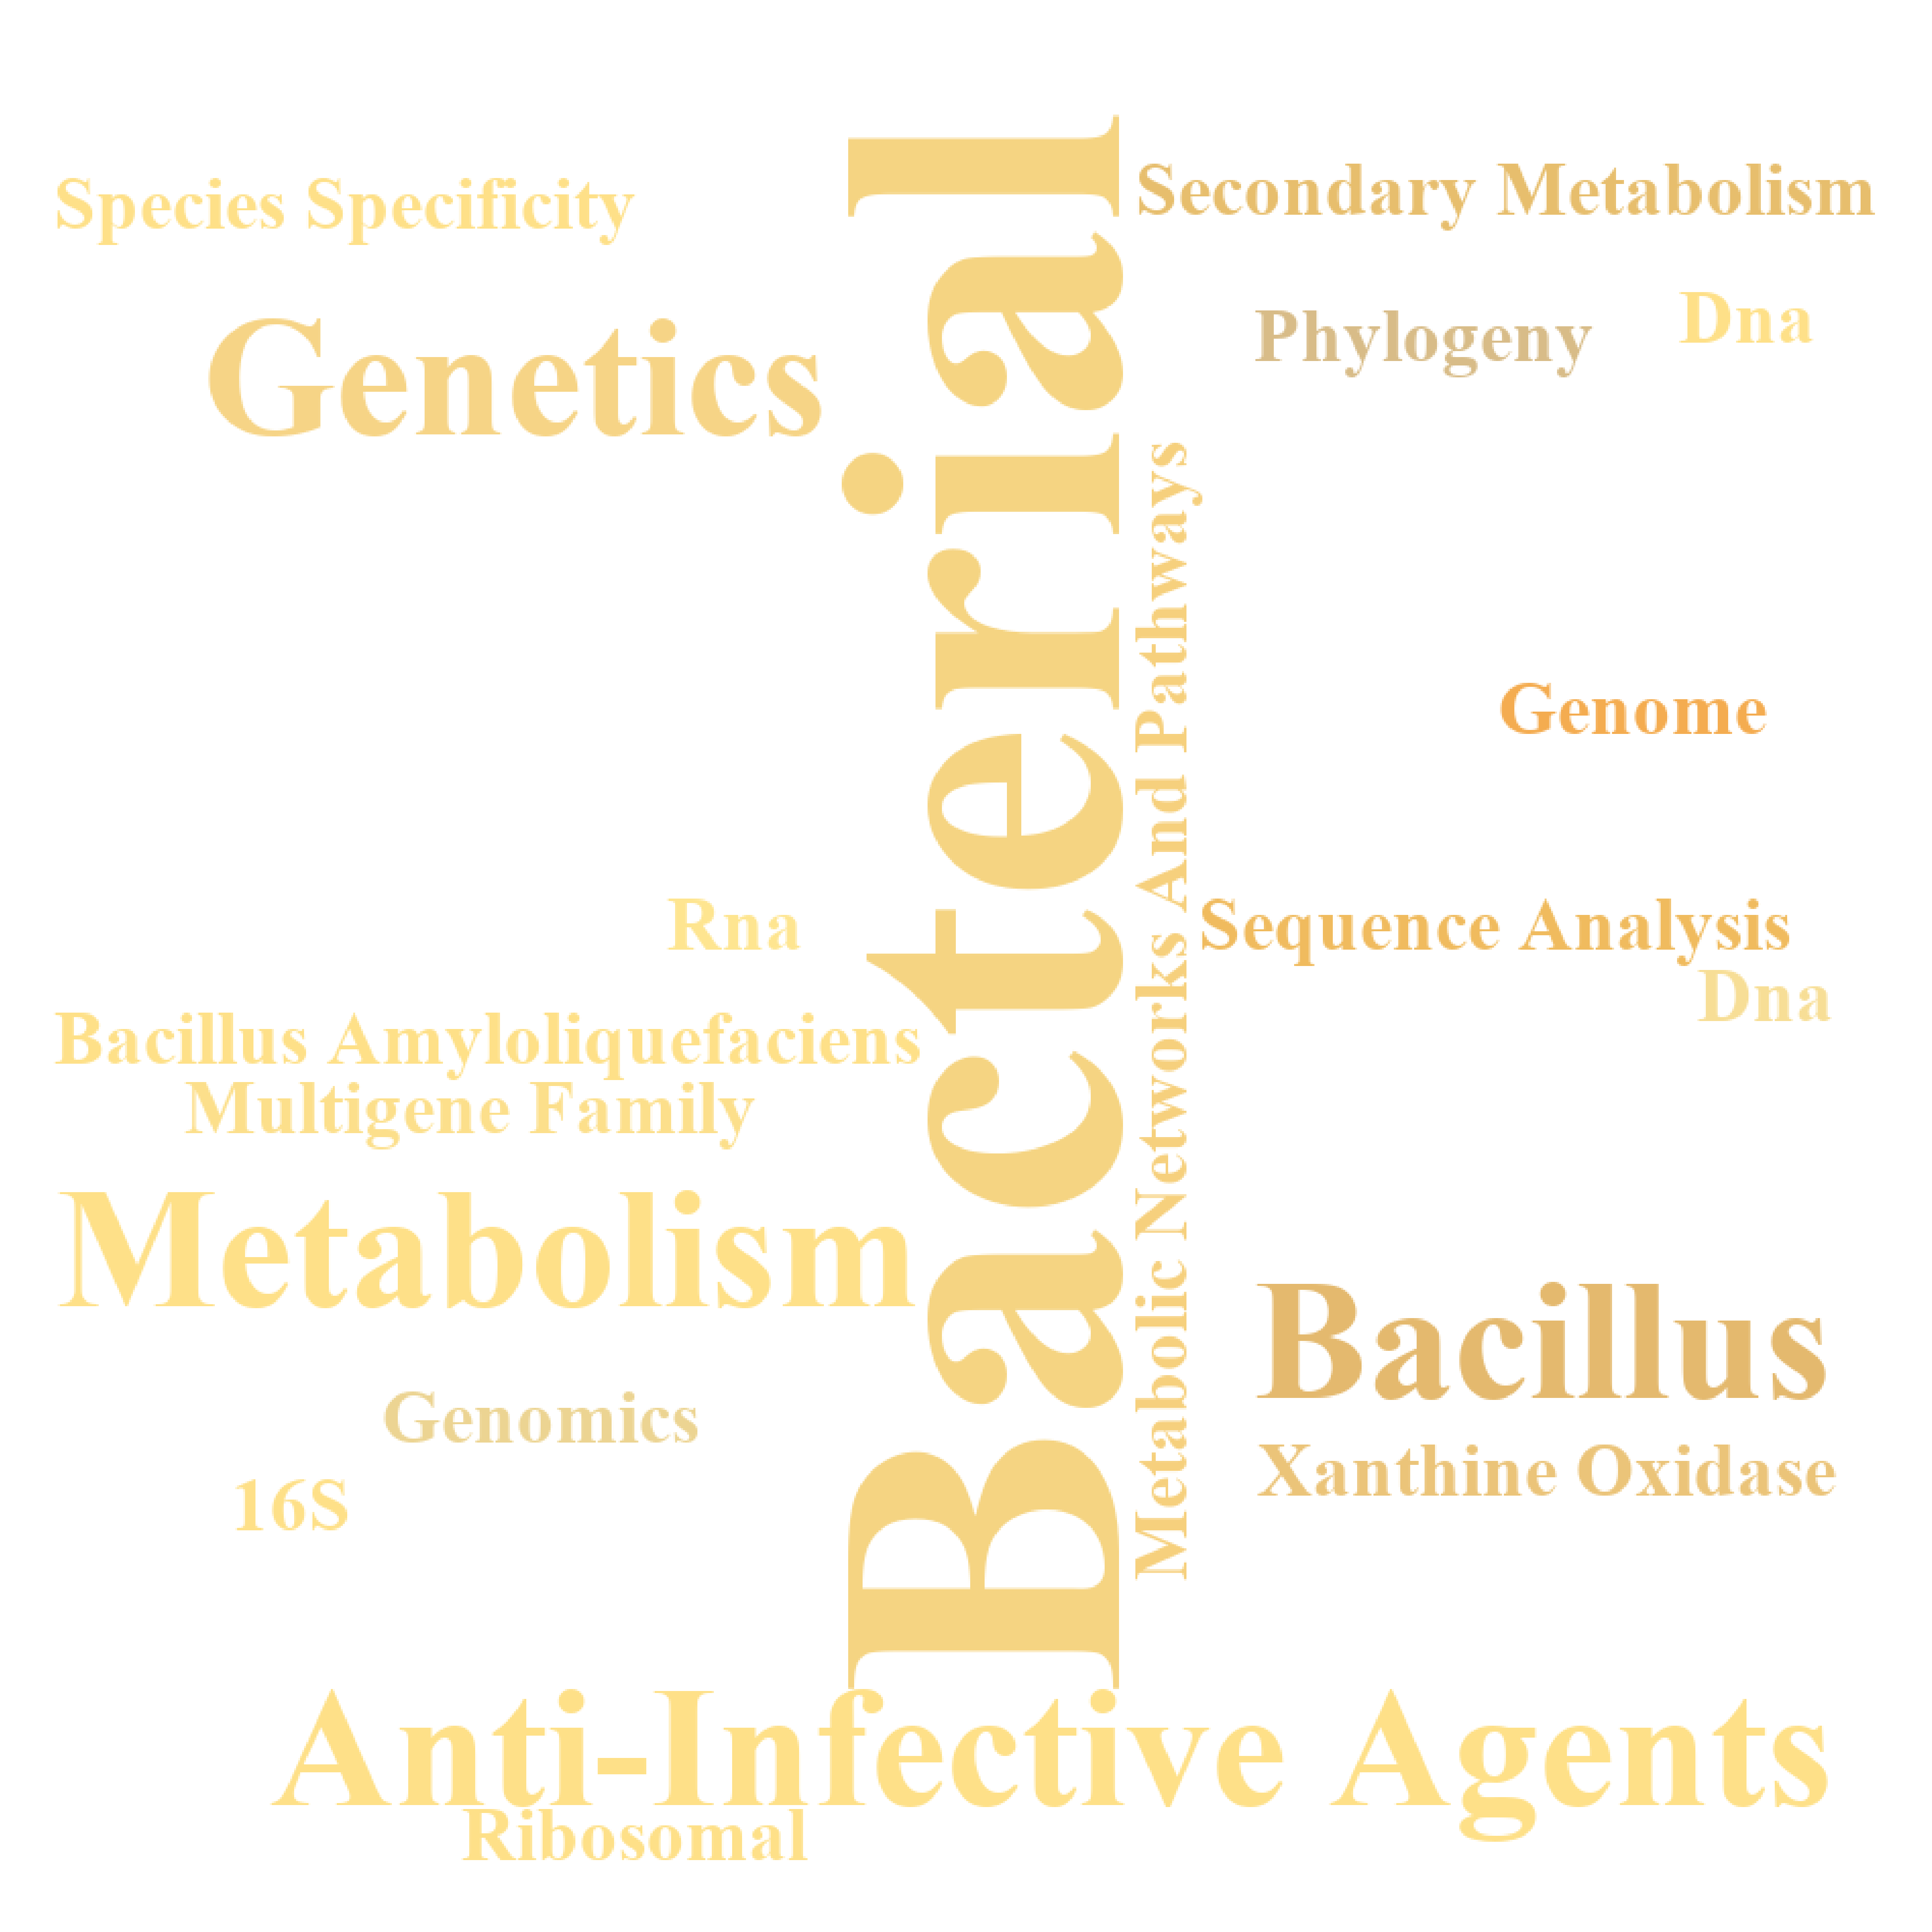 Species Specificity
Secondary Metabolism
Genetics
Phylogeny
Dna
Bacterial
Metabolic Networks And Pathways
Genome
Rna
Sequence Analysis
Dna
Bacillus Amyloliquefaciens
Multigene Family
Metabolism
Bacillus
Genomics
Xanthine Oxidase
16S
Anti-Infective Agents
Ribosomal